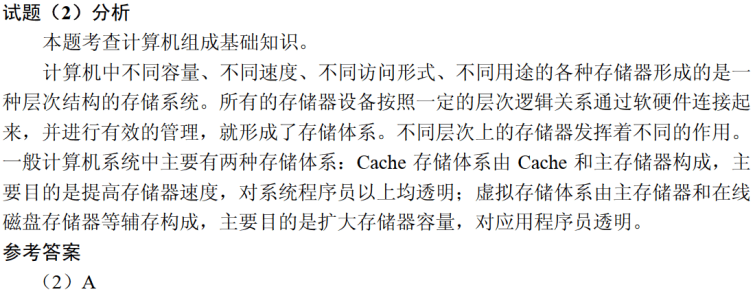 试题（2）分析
本题考查计算机组成基础知识。
计算机中不同容量、不同速度、不同访问形式、不同用途的各种存储器形成的是一
种层次结构的存储系统。所有的存储器设备按照一定的层次逻辑关系通过软硬件连接起
来，并进行有效的管理，就形成了存储体系。不同层次上的存储器发挥着不同的作用。
一般计算机系统中主要有两种存储体系：Cache 存储体系由 Cache 和主存储器构成，主
要目的是提高存储器速度，对系统程序员以上均透明；虚拟存储体系由主存储器和在线
磁盘存储器等辅存构成，主要目的是扩大存储器容量，对应用程序员透明。
参考答案
（2）A